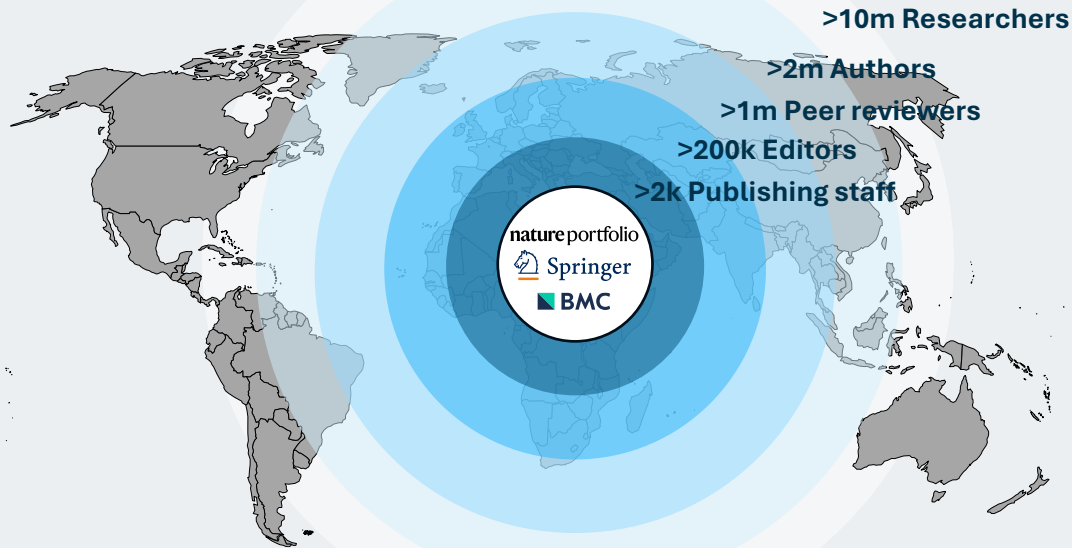 >10m Researchers
>2m Authors
>1m Peer reviewers
>200k Editors
>2k Publishing staff
nature portfolio
Springer
BMC